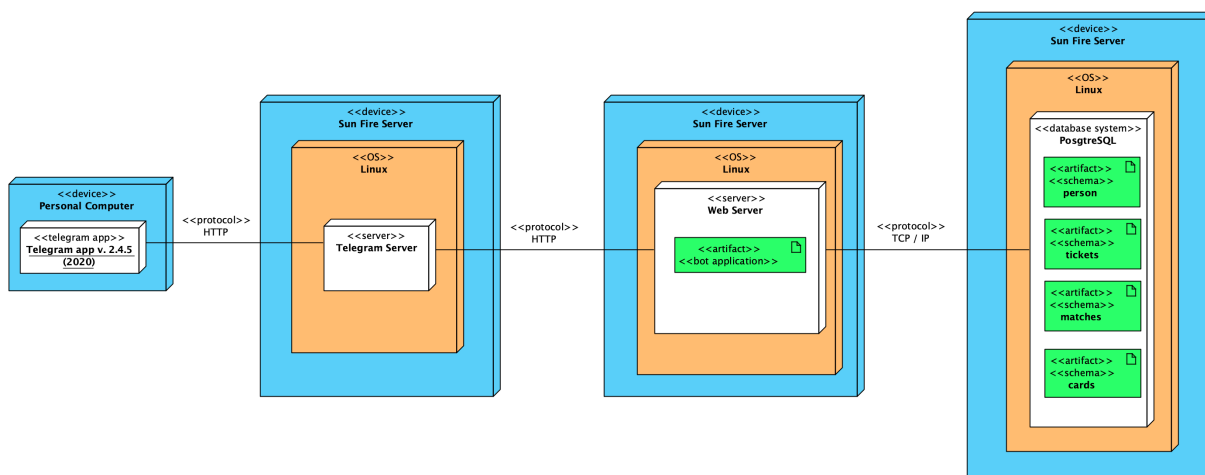 <<device>>
Personal Computer
<<telegram app>>
Telegram app v. 2.4.5
(2020)
<<protocol>>
HTTP
<<device>>
Sun Fire Server
<<OS>>
Linux
<<server>>
Telegram Server
<<protocol>>
HTTP
<<device>>
Sun Fire Server
<<OS>>
Linux
<<server>>
Web Server
<<artifact>>
<<bot application>>
<<protocol>>
TCP / IP
<<device>>
Sun Fire Server
<<OS>>
Linux
<<database system>>
PosgtreSQL
<<artifact>>
<<schema>>
person
<<artifact>>
<<schema>>
tickets
<<artifact>>
<<schema>>
matches
<<artifact>>
<<schema>>
cards